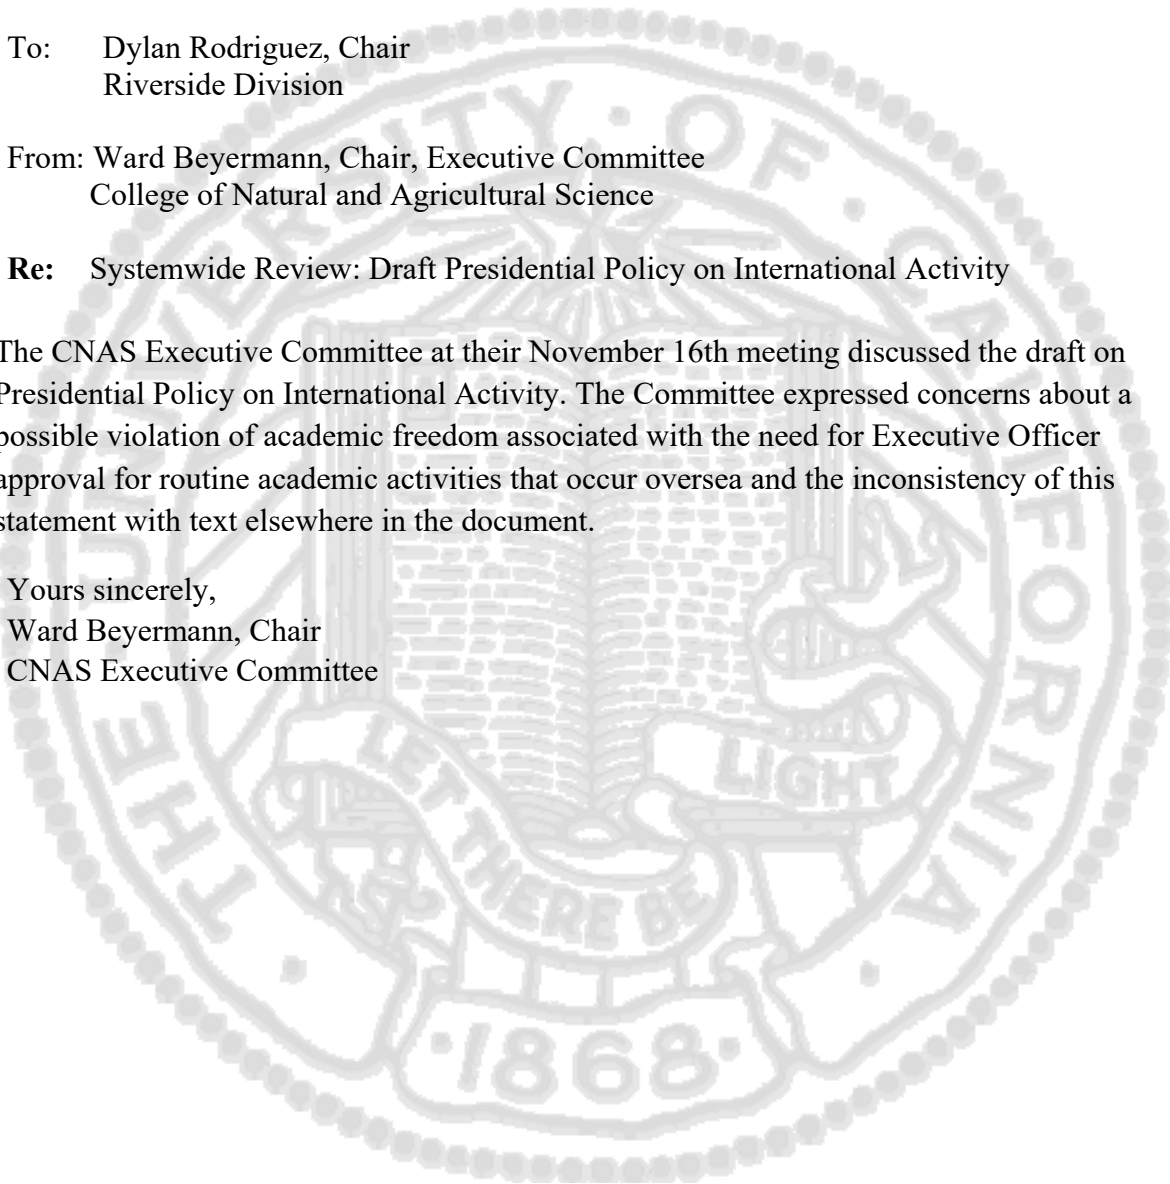 To: Dylan Rodriguez, Chair
Riverside Division
From: Ward Beyermann, Chair, Executive Committee
College of Natural and Agricultural Science
Re: Systemwide Review: Draft Presidential Policy on International Activity
The CNAS Executive Committee at their November 16th meeting discussed the draft on
Presidential Policy on International Activity. The Committee expressed concerns about a
possible violation of academic freedom associated with the need for Executive Officer
approval for routine academic activities that occur oversea and the inconsistency of this
statement with text elsewhere in the document.
Yours sincerely,
Ward Beyermann, Chair
CNAS Executive Committee
THE · UNIVERSITY · OF · CALIFORNIA ·
LET THERE BE LIGHT
·1868·